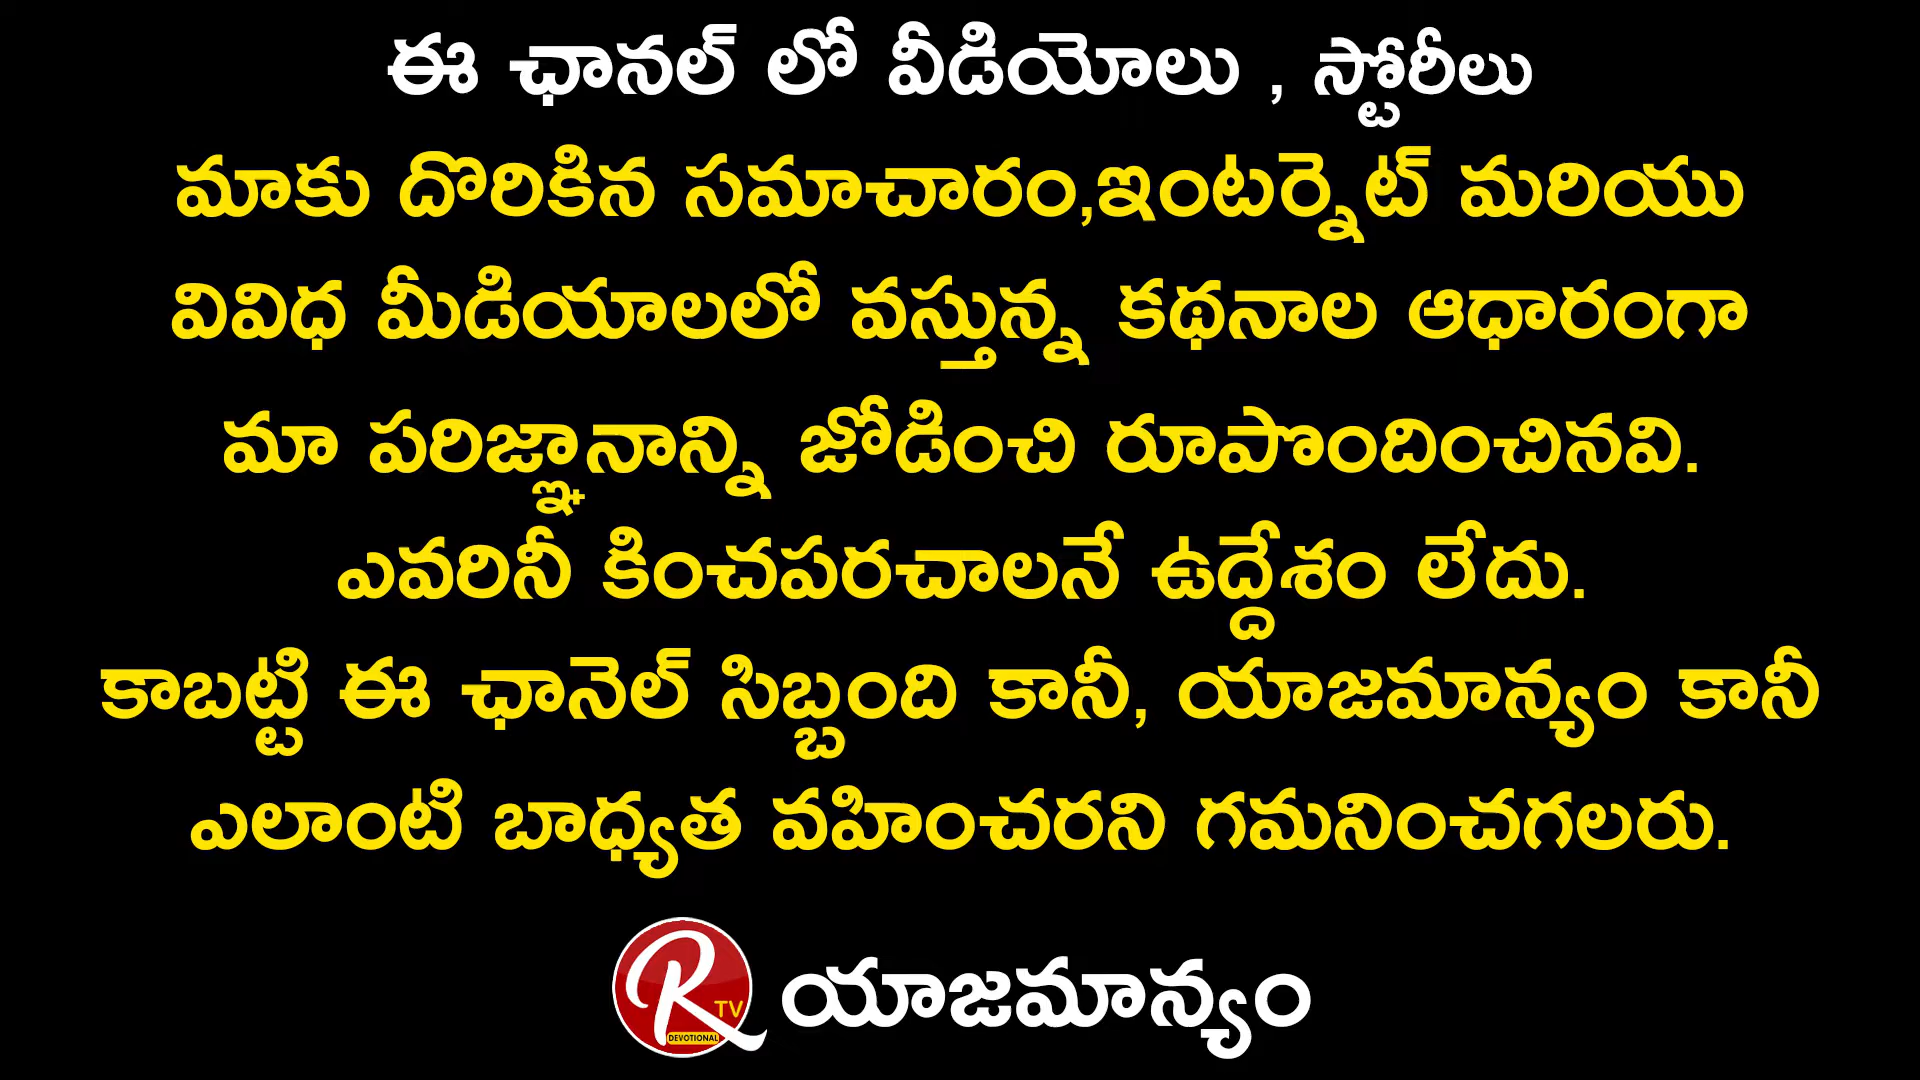 ఈ ఛానల్ లో వీడియోలు , స్టోరీలు
మాకు దొరికిన సమాచారం,ఇంటర్నెట్ మరియు
వివిధ మీడియాలలో వస్తున్న కథనాల ఆధారంగా
మా పరిజ్ఞానాన్ని జోడించి రూపొందించినవి.
ఎవరినీ కించపరచాలనే ఉద్దేశం లేదు.
కాబట్టి ఈ ఛానెల్ సిబ్బంది కానీ, యాజమాన్యం కానీ
ఎలాంటి బాధ్యత వహించరని గమనించగలరు.
R TV DEVOTIONAL యాజమాన్యం